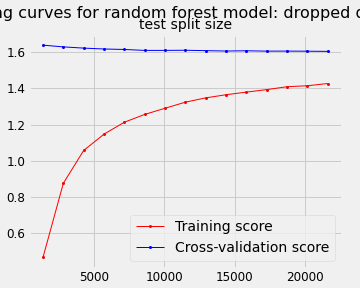 curves for random forest model: dropped
test split size
1.6
1.4
1.2
1.0
0.8
0.6
Training score
Cross-validation score
5000 10000 15000 20000